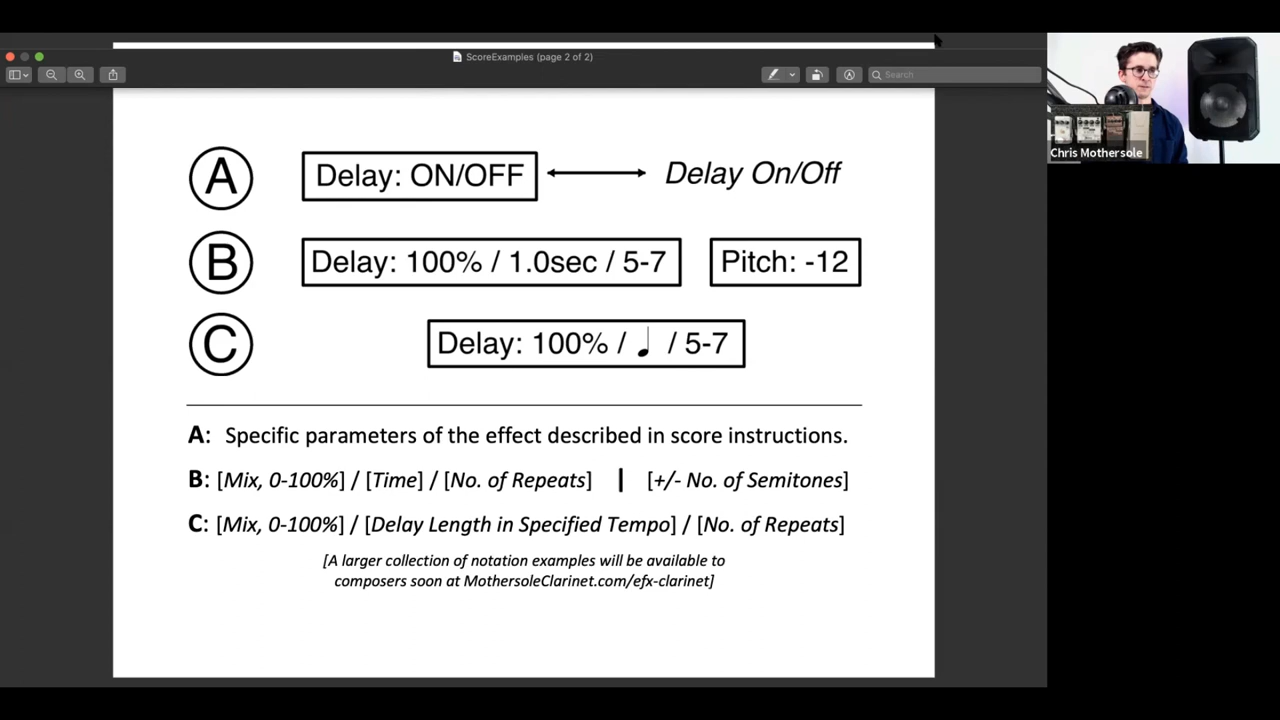 ScoreExamples (page 2 of 2)
Search
Chris Mothersole
A Delay: ON/OFF Delay On/Off
B Delay: 100% / 1.0sec / 5-7 Pitch: -12
C Delay: 100% / ♩ / 5-7
A: Specific parameters of the effect described in score instructions.
B: [Mix, 0-100%] / [Time] / [No. of Repeats] | [+/- No. of Semitones]
C: [Mix, 0-100%] / [Delay Length in Specified Tempo] / [No. of Repeats]
[A larger collection of notation examples will be available to
composers soon at MothersoleClarinet.com/efx-clarinet]